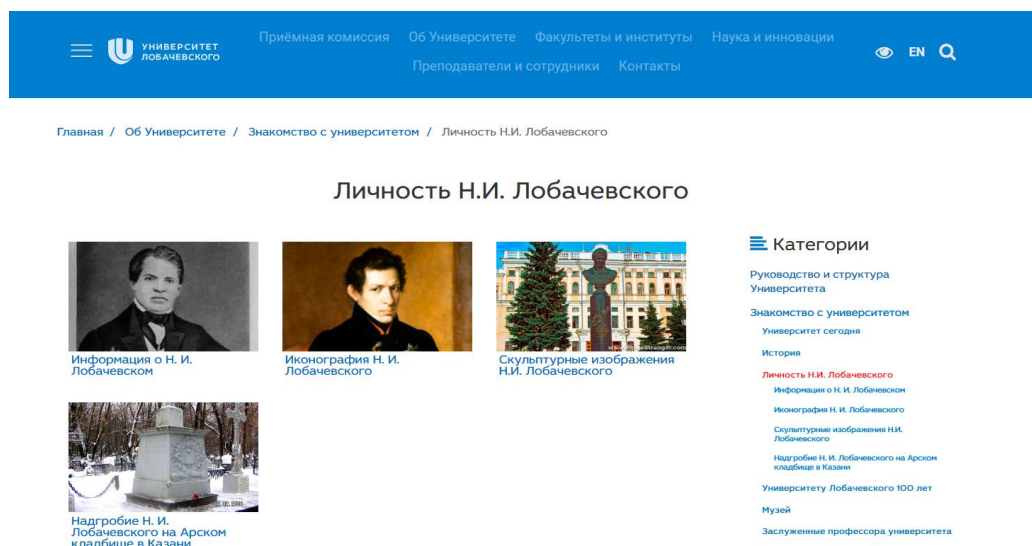 УНИВЕРСИТЕТ
ЛОБАЧЕВСКОГО
Приёмная комиссия Об Университете Факультеты и институты Наука и инновации
Преподаватели и сотрудники Контакты
EN
Главная / Об Университете / Знакомство с университетом / Личность Н.И. Лобачевского
Личность Н.И. Лобачевского
Информация о Н. И.
Лобачевском
Иконография Н. И.
Лобачевского
Скульптурные изображения
Н.И. Лобачевского
Надгробие Н. И.
Лобачевского на Арском
кладбище в Казани
Категории
Руководство и структура
Университета
Знакомство с университетом
Университет сегодня
История
Личность Н.И. Лобачевского
Информация о Н. И. Лобачевском
Иконография Н. И. Лобачевского
Скульптурные изображения Н.И.
Лобачевского
Надгробие Н. И. Лобачевского на Арском
кладбище в Казани
Университету Лобачевского 100 лет
Музей
Заслуженные профессора университета